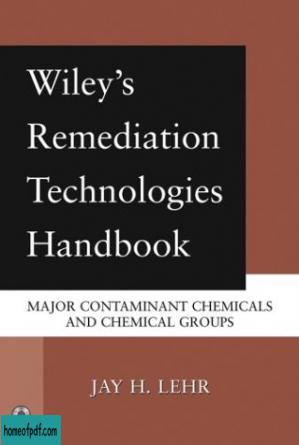 Wiley's
Remediation
Technologies
Handbook
MAJOR CONTAMINANT CHEMICALS
AND CHEMICAL GROUPS
JAY H. LEHR
homeofpdf.com